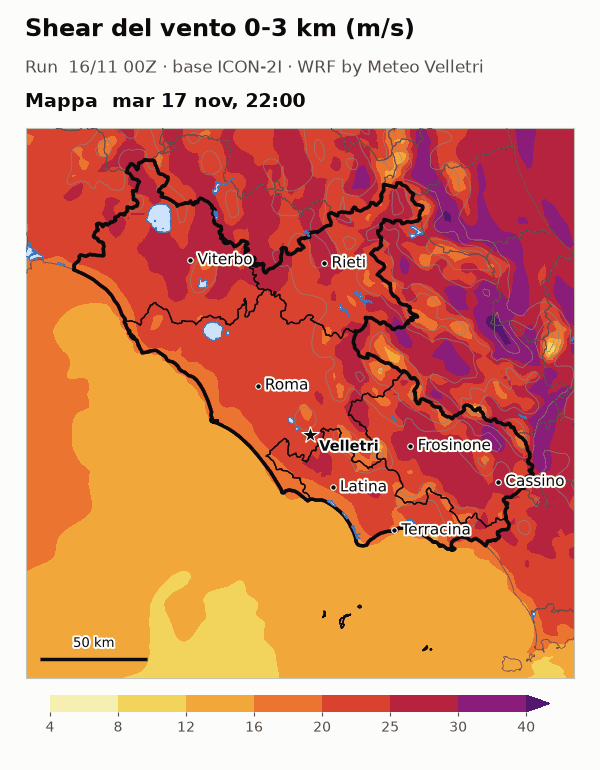 Shear del vento 0-3 km (m/s)
Run  16/11 00Z · base ICON-2I · WRF by Meteo Velletri
Mappa  mar 17 nov, 22:00
Viterbo
Rieti
Roma
Velletri
Frosinone
Cassino
Latina
Terracina
50 km
4 8 12 16 20 25 30 40